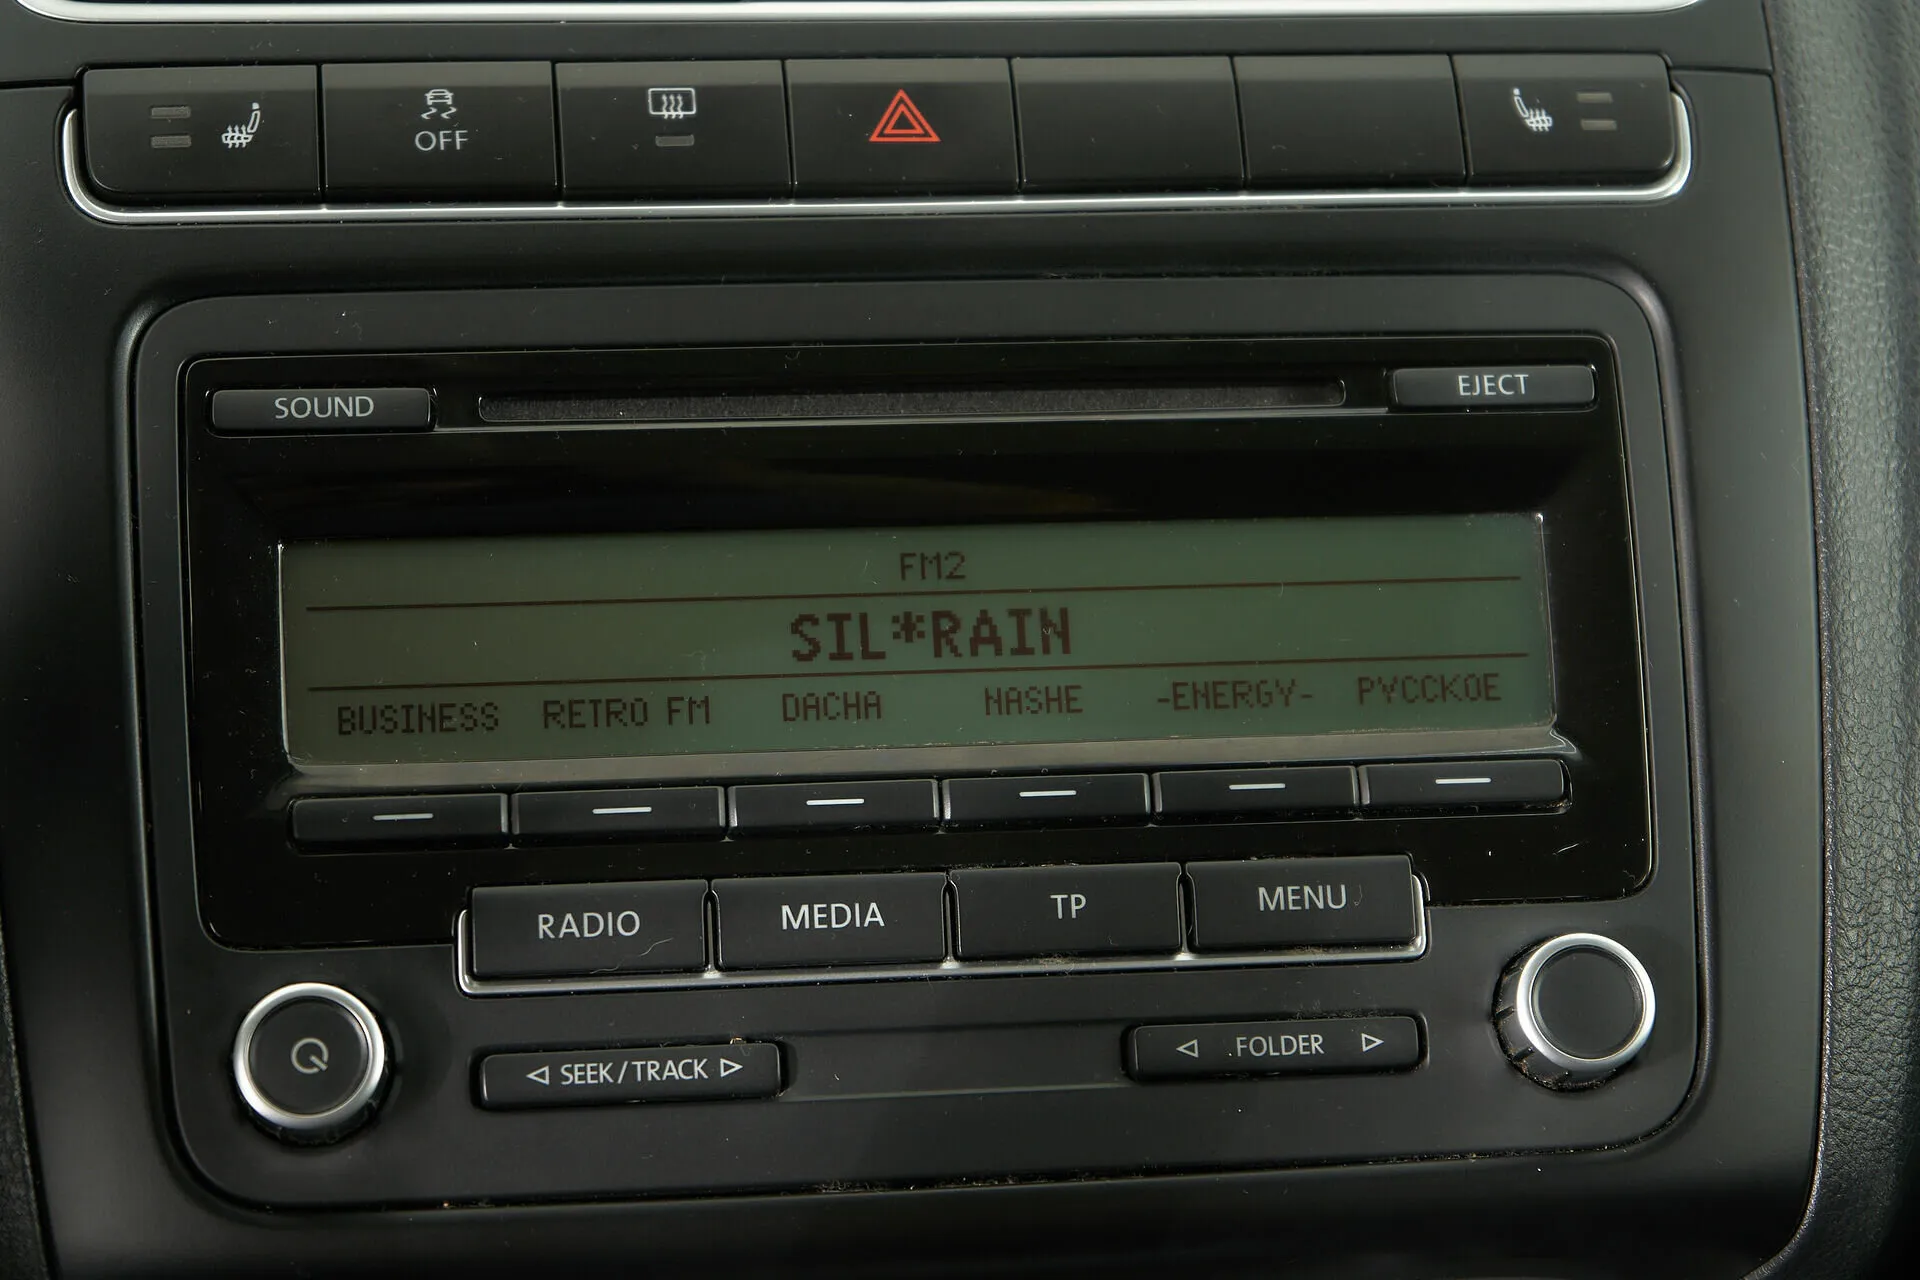 OFF
SOUND
EJECT
FM2
SIL*RAIN
BUSINESS RETRO FM DACHA NASHE -ENERGY- PYCCKOE
RADIO MEDIA TP MENU
SEEK/TRACK
FOLDER